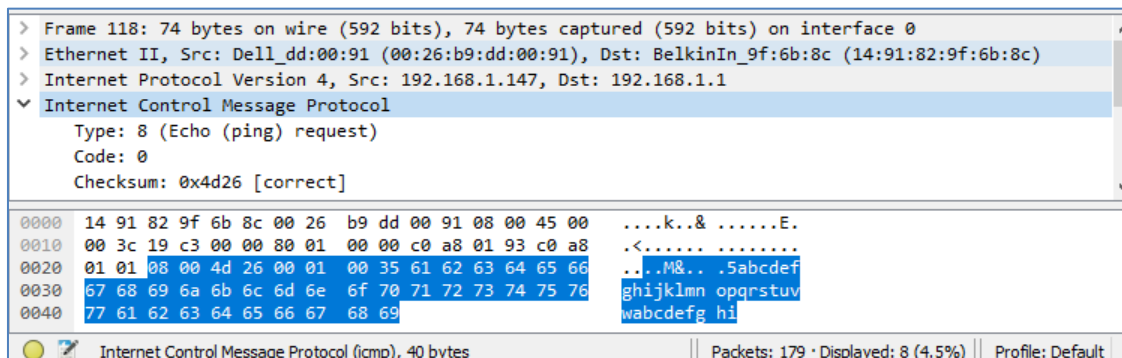 > Frame 118: 74 bytes on wire (592 bits), 74 bytes captured (592 bits) on interface 0
> Ethernet II, Src: Dell_dd:00:91 (00:26:b9:dd:00:91), Dst: BelkinIn_9f:6b:8c (14:91:82:9f:6b:8c)
> Internet Protocol Version 4, Src: 192.168.1.147, Dst: 192.168.1.1
Internet Control Message Protocol
Type: 8 (Echo (ping) request)
Code: 0
Checksum: 0x4d26 [correct]
0000 14 91 82 9f 6b 8c 00 26 b9 dd 00 91 08 00 45 00 ....k..& ......E.
0010 00 3c 19 c3 00 00 80 01 00 00 c0 a8 01 93 c0 a8 .<...... ........
0020 01 01 08 00 4d 26 00 01 00 35 61 62 63 64 65 66 ....M&.. .5abcdef
0030 67 68 69 6a 6b 6c 6d 6e 6f 70 71 72 73 74 75 76 ghijklmn opqrstuv
0040 77 61 62 63 64 65 66 67 68 69 wabcdefg hi
Internet Control Message Protocol (icmp), 40 bytes Packets: 179 · Displayed: 8 (4.5%) Profile: Default